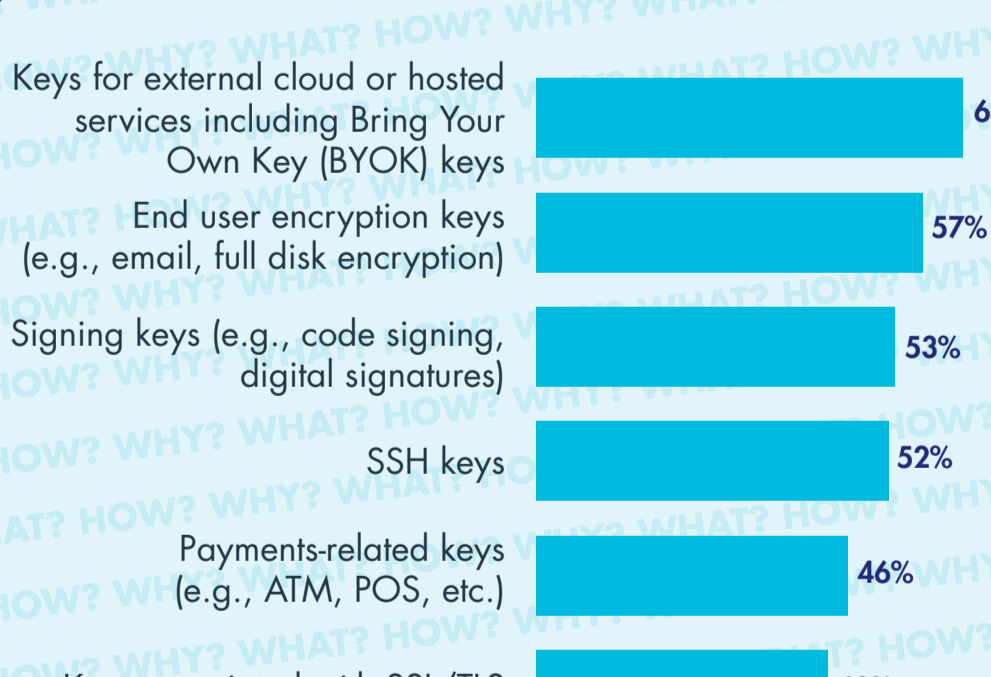 Keys for external cloud or hosted
services including Bring Your
Own Key (BYOK) keys
End user encryption keys
(e.g., email, full disk encryption)
57%
Signing keys (e.g., code signing,
digital signatures)
53%
SSH keys
52%
Payments-related keys
(e.g., ATM, POS, etc.)
46%